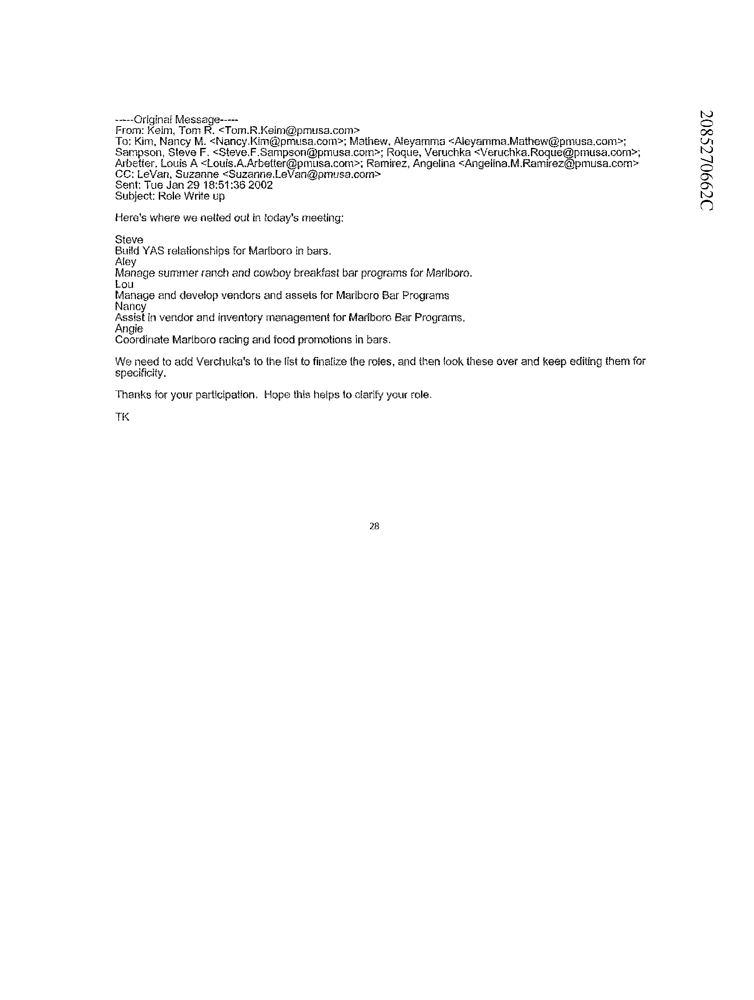 -----Original Message-----
From: Keim, Tom R. <Tom.R.Keim@pmusa.com>
To: Kim, Nancy M. <Nancy.Kim@pmusa.com>; Mathew, Aleyamma <Aleyamma.Mathew@pmusa.com>;
Sampson, Steve F. <Steve.F.Sampson@pmusa.com>; Roque, Veruchka <Veruchka.Roque@pmusa.com>;
Arbetter, Louis A <Louis.A.Arbetter@pmusa.com>; Ramirez, Angelina <Angelina.M.Ramirez@pmusa.com>
CC: LeVan, Suzanne <Suzanne.LeVan@pmusa.com>
Sent: Tue Jan 29 18:51:36 2002
Subject: Role Write up
Here's where we netted out in today's meeting:
Steve
Build YAS relationships for Marlboro in bars.
Aley
Manage summer ranch and cowboy breakfast bar programs for Marlboro.
Lou
Manage and develop vendors and assets for Marlboro Bar Programs
Nancy
Assist in vendor and inventory management for Marlboro Bar Programs.
Angie
Coordinate Marlboro racing and food promotions in bars.
We need to add Verchuka's to the list to finalize the roles, and then look these over and keep editing them for
specificity.
Thanks for your participation.  Hope this helps to clarify your role.
TK
28
2085270662C